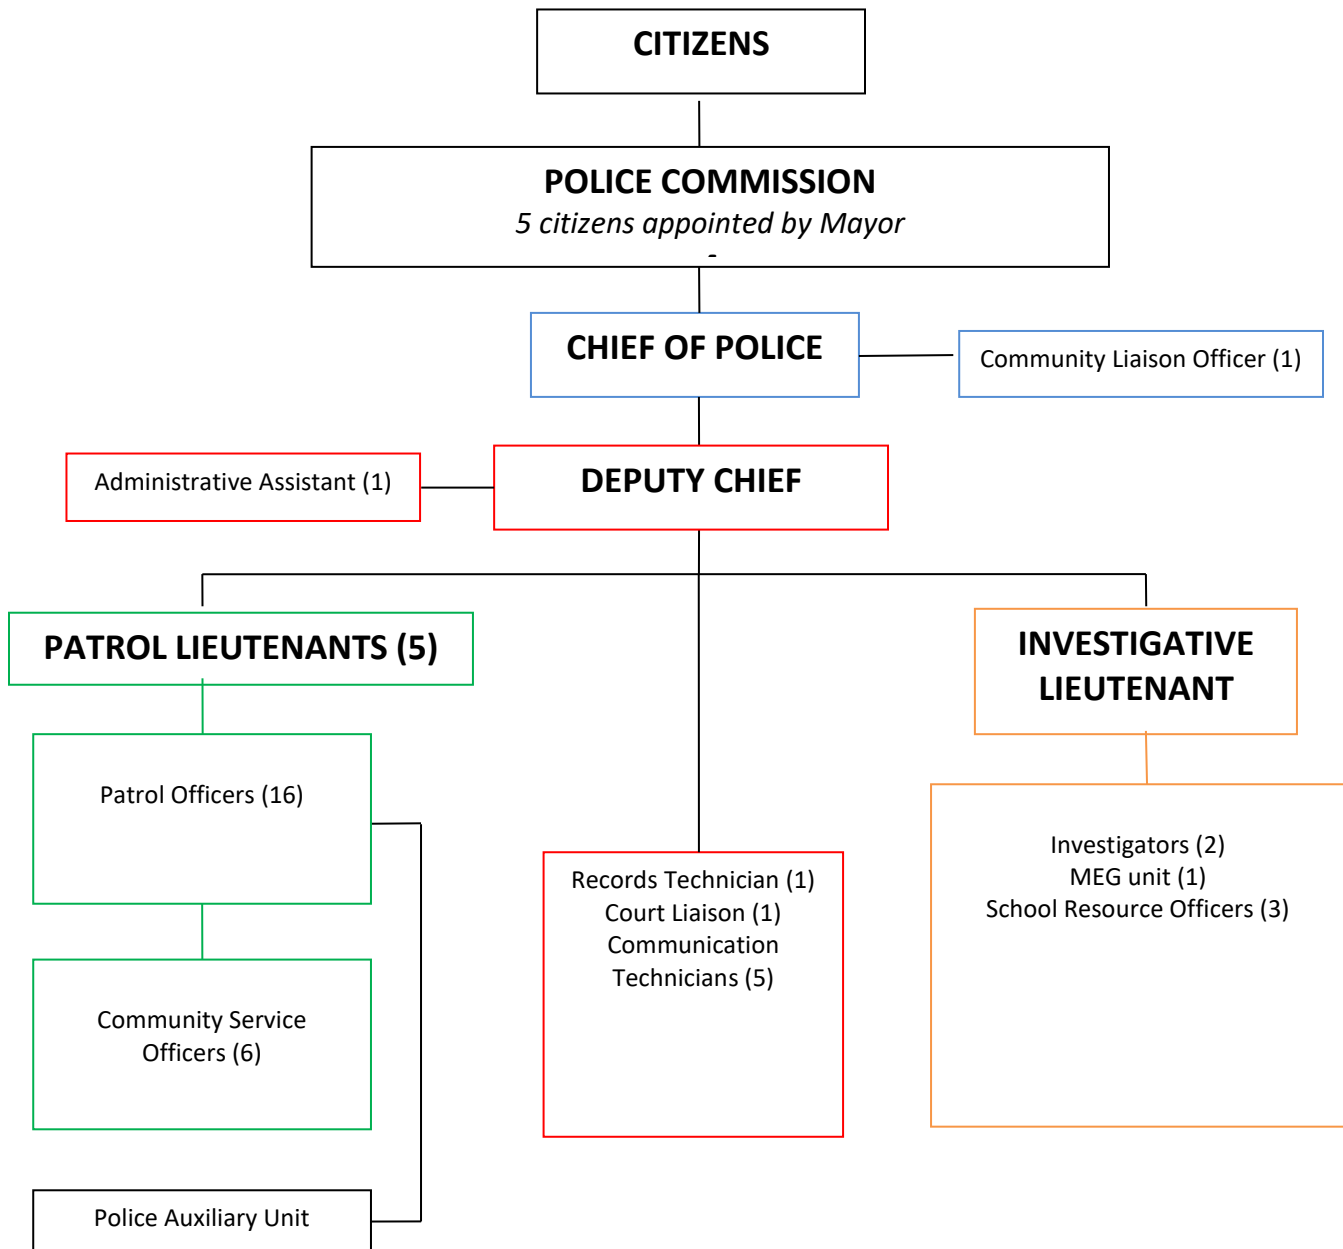 CITIZENS
POLICE COMMISSION
5 citizens appointed by Mayor
CHIEF OF POLICE
Community Liaison Officer (1)
Administrative Assistant (1)
DEPUTY CHIEF
PATROL LIEUTENANTS (5)
INVESTIGATIVE
LIEUTENANT
Patrol Officers (16)
Records Technician (1)
Court Liaison (1)
Communication
Technicians (5)
Investigators (2)
MEG unit (1)
School Resource Officers (3)
Community Service
Officers (6)
Police Auxiliary Unit